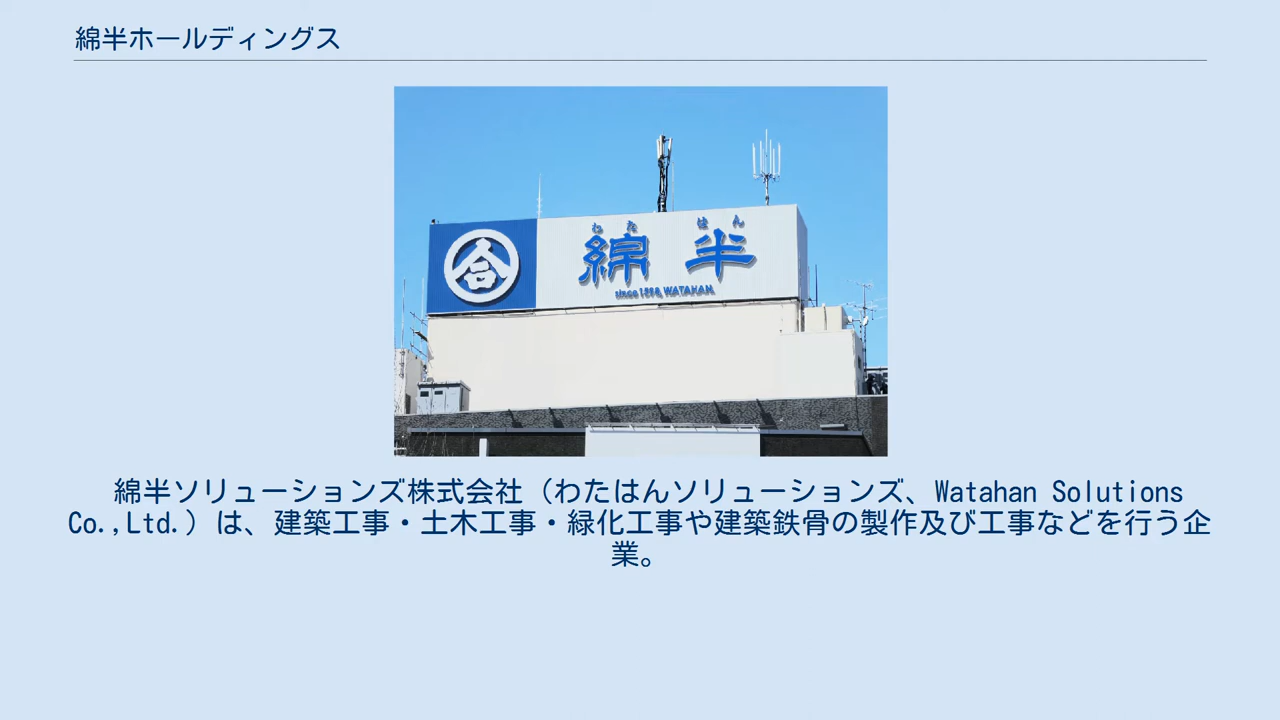 綿半ホールディングス
合
わた はん
綿半
since 1598 WATAHAN
綿半ソリューションズ株式会社（わたはんソリューションズ、Watahan Solutions
Co.,Ltd.）は、建築工事・土木工事・緑化工事や建築鉄骨の製作及び工事などを行う企
業。